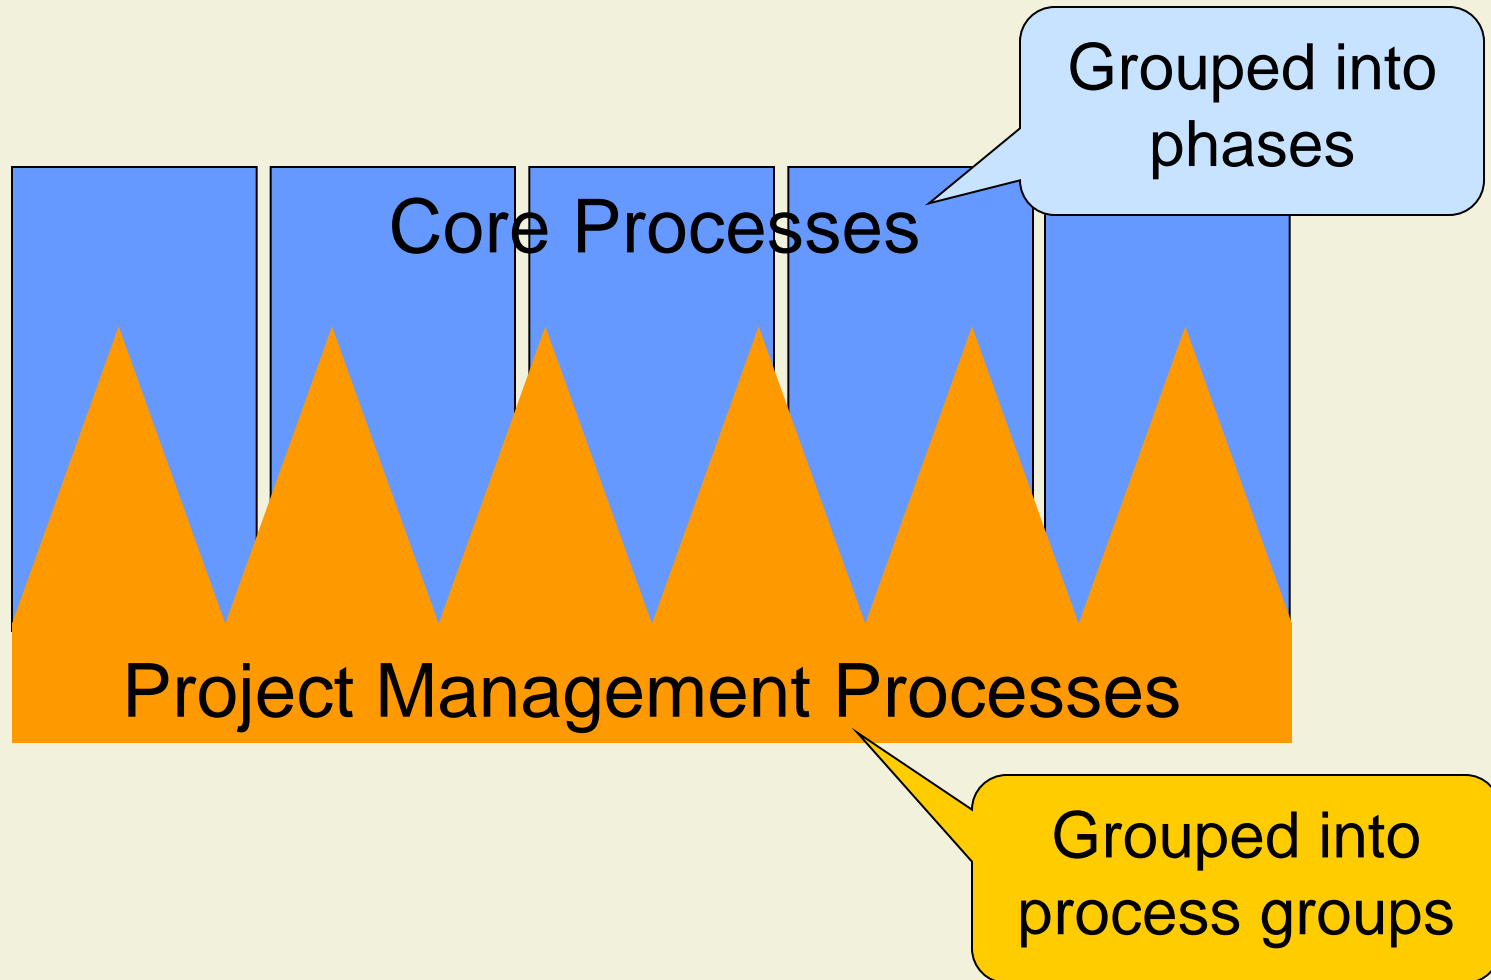 Grouped into
phases
Core Processes
Project Management Processes
Grouped into
process groups